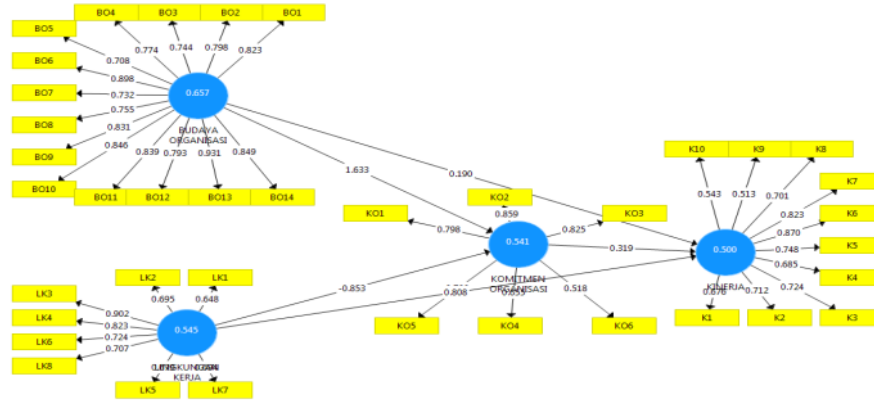 BO4 BO3 BO2 BO1
BO5
0.774 0.744 0.798 0.823
0.708
BO6
0.898
BO7
0.732
0.657
BO8
0.755
0.831
BO9
0.846
BUDAYA
ORGANISASI
BO10
0.839 0.793 0.931 0.849
BO11 BO12 BO13 BO14
K10 K9 K8
1.633
0.190
0.543 0.513 0.701
K7
0.823
K6
0.870
KO2
KO1
0.859
KO3
0.798
0.825
0.541
0.319
0.500
0.748
K5
0.685
K4
KOMITMEN
ORGANISASI
KINERJA
0.724
0.712
K1 K2 K3
-0.853
0.808
0.518
KO5 KO4 KO6
LK2 LK1
LK3
0.695 0.648
0.902
LK4
0.823
0.545
LK6
0.724
LK8
0.707
LINGKUNGAN
KERJA
LK5 LK7